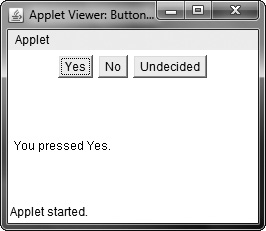 Applet Viewer: Button...
Applet
Yes No Undecided
You pressed Yes.
Applet started.